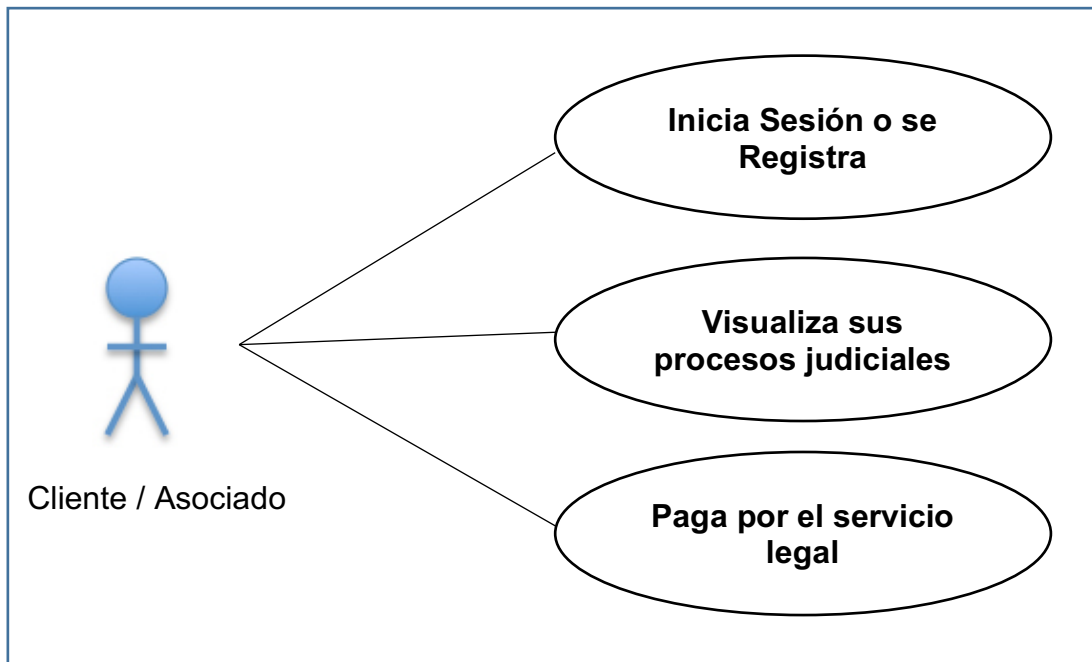 Inicia Sesión o se
Registra
Visualiza sus
procesos judiciales
Cliente / Asociado
Paga por el servicio
legal